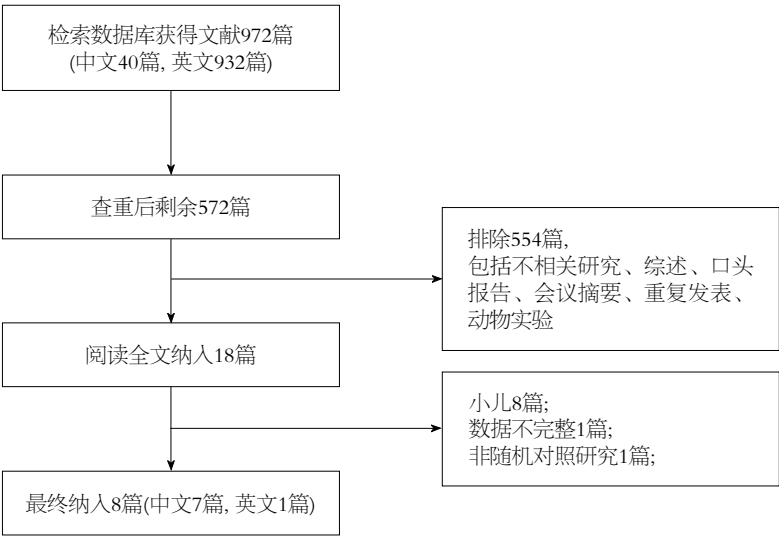 检索数据库获得文献972篇
(中文40篇, 英文932篇)
查重后剩余572篇
排除554篇,
包括不相关研究、综述、口头
报告、会议摘要、重复发表、
动物实验
阅读全文纳入18篇
小儿8篇;
数据不完整1篇;
非随机对照研究1篇;
最终纳入8篇(中文7篇, 英文1篇)